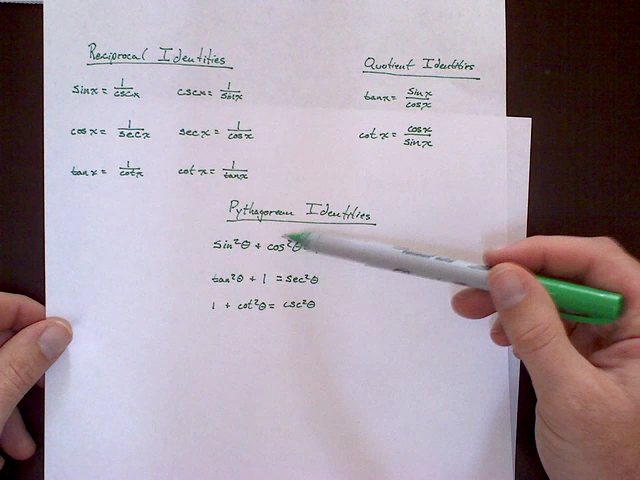 Reciprocal Identities
sinx = 1/cscx cscx = 1/sinx
cosx = 1/secx secx = 1/cosx
tanx = 1/cotx cotx = 1/tanx
Quotient Identities
tanx = sinx/cosx
cotx = cosx/sinx
Pythagorean Identities
sin²θ + cos²θ
tan²θ + 1 = sec²θ
1 + cot²θ = csc²θ